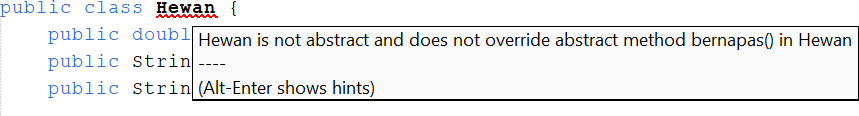 public class Hewan {
public doubl
Hewan is not abstract and does not override abstract method bernapas() in Hewan
public Strin
----
public Strin
(Alt-Enter shows hints)